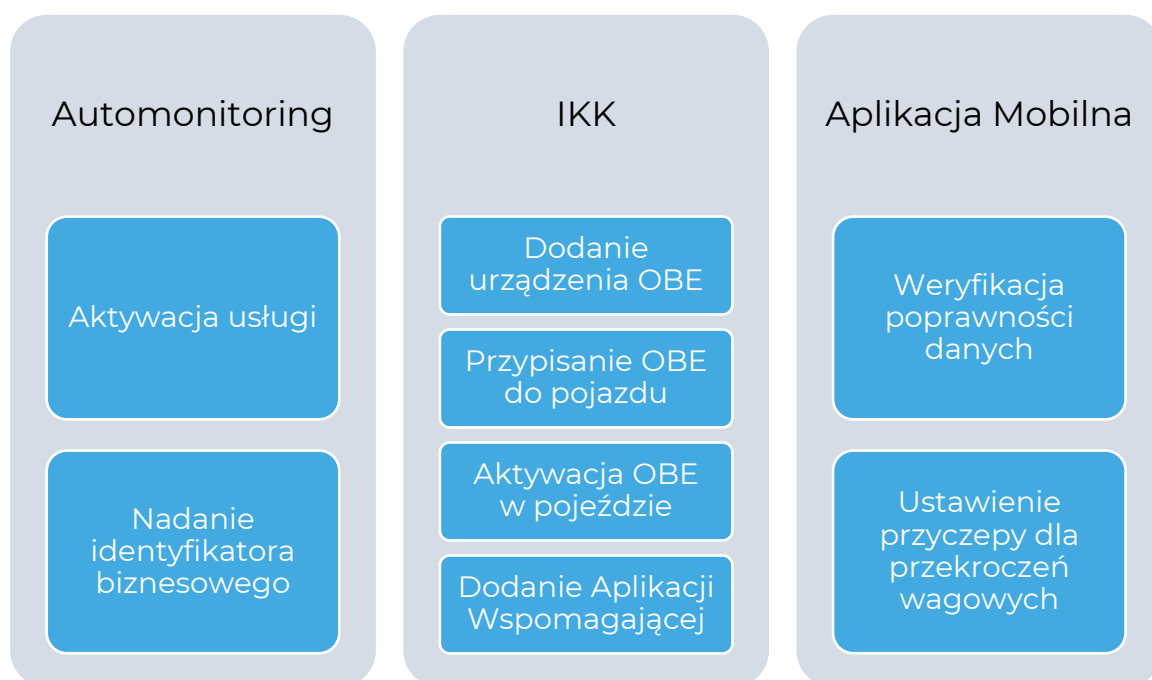 Automonitoring
Aktywacja usługi
Nadanie
identyfikatora
biznesowego
IKK
Dodanie
urządzenia OBE
Przypisanie OBE
do pojazdu
Aktywacja OBE
w pojeździe
Dodanie Aplikacji
Wspomagającej
Aplikacja Mobilna
Weryfikacja
poprawności
danych
Ustawienie
przyczepy dla
przekroczeń
wagowych